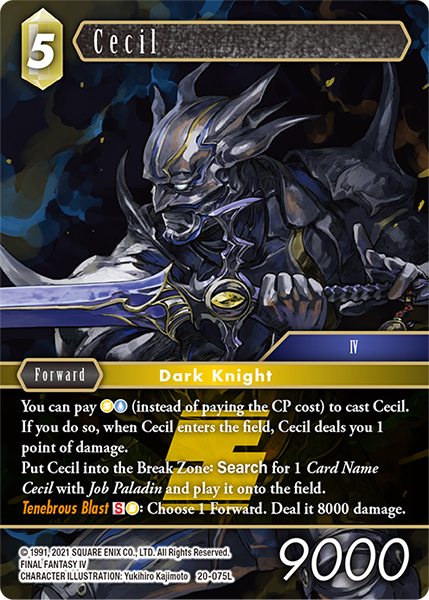 5
Cecil
IV
Forward
Dark Knight
You can pay (instead of paying the CP cost) to cast Cecil.
If you do so, when Cecil enters the field, Cecil deals you 1
point of damage.
Put Cecil into the Break Zone: Search for 1 Card Name
Cecil with Job Paladin and play it onto the field.
Tenebrous Blast S : Choose 1 Forward. Deal it 8000 damage.
© 1991, 2021 SQUARE ENIX CO., LTD. All Rights Reserved.
FINAL FANTASY IV
CHARACTER ILLUSTRATION: Yukihiro Kajimoto 20-075L
9000